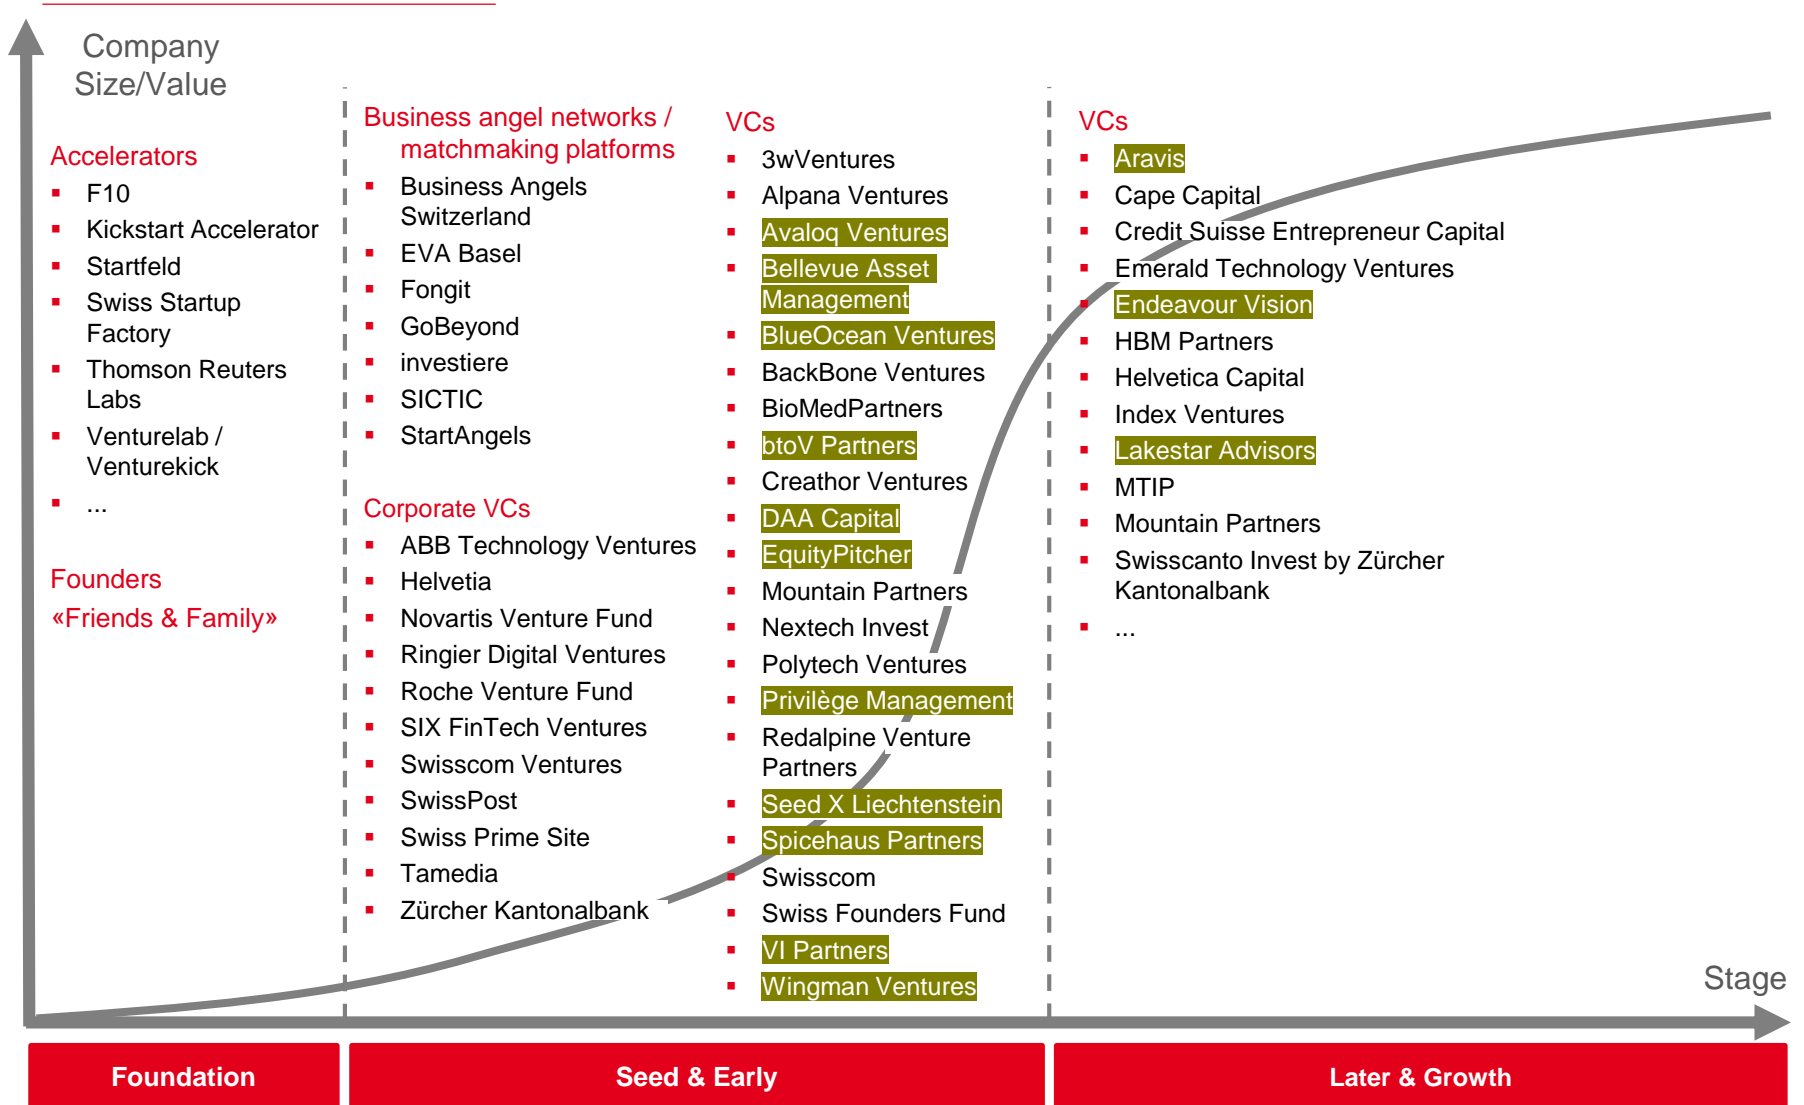 Company
Size/Value
Accelerators
F10
Kickstart Accelerator
Startfeld
Swiss Startup
Factory
Thomson Reuters
Labs
Venturelab /
Venturekick
...
Founders
«Friends & Family»
Business angel networks /
matchmaking platforms
Business Angels
Switzerland
EVA Basel
Fongit
GoBeyond
investiere
SICTIC
StartAngels
Corporate VCs
ABB Technology Ventures
Helvetia
Novartis Venture Fund
Ringier Digital Ventures
Roche Venture Fund
SIX FinTech Ventures
Swisscom Ventures
SwissPost
Swiss Prime Site
Tamedia
Zürcher Kantonalbank
VCs
3wVentures
Alpana Ventures
Avaloq Ventures
Bellevue Asset
Management
BlueOcean Ventures
BackBone Ventures
BioMedPartners
btoV Partners
Creathor Ventures
DAA Capital
EquityPitcher
Mountain Partners
Nextech Invest
Polytech Ventures
Privilège Management
Redalpine Venture
Partners
Seed X Liechtenstein
Spicehaus Partners
Swisscom
Swiss Founders Fund
VI Partners
Wingman Ventures
VCs
Aravis
Cape Capital
Credit Suisse Entrepreneur Capital
Emerald Technology Ventures
Endeavour Vision
HBM Partners
Helvetica Capital
Index Ventures
Lakestar Advisors
MTIP
Mountain Partners
Swisscanto Invest by Zürcher
Kantonalbank
...
Stage
Foundation
Seed & Early
Later & Growth